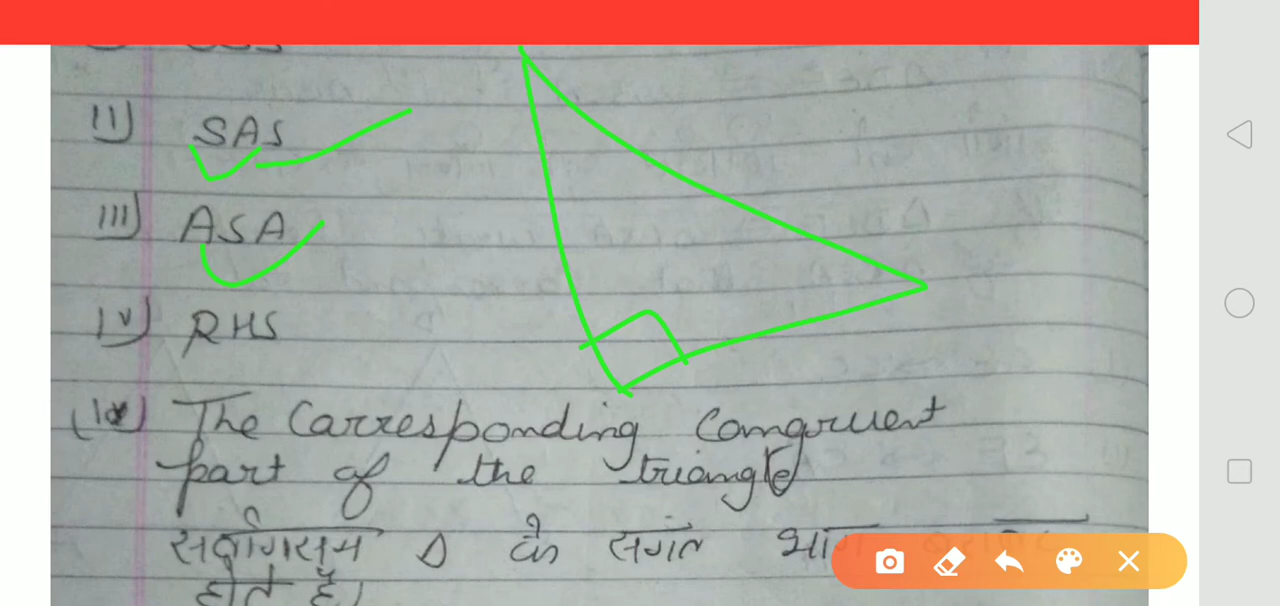 ii) SAS
iii) ASA
iv) RHS
The Carresponding Congruent
part of the triangle
सर्वांगसम Δ के संगत भाग
होते हैं।